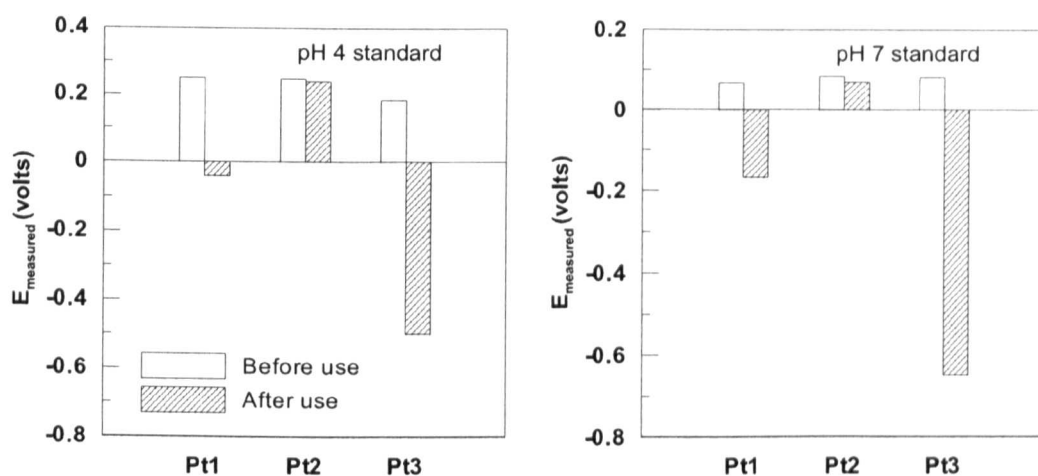 pH 4 standard
E measured (volts)
0.4
0.2
0
-0.2
-0.4
-0.6
-0.8
Before use
After use
Pt1 Pt2 Pt3
pH 7 standard
E measured (volts)
0.2
0
-0.2
-0.4
-0.6
-0.8
Pt1 Pt2 Pt3